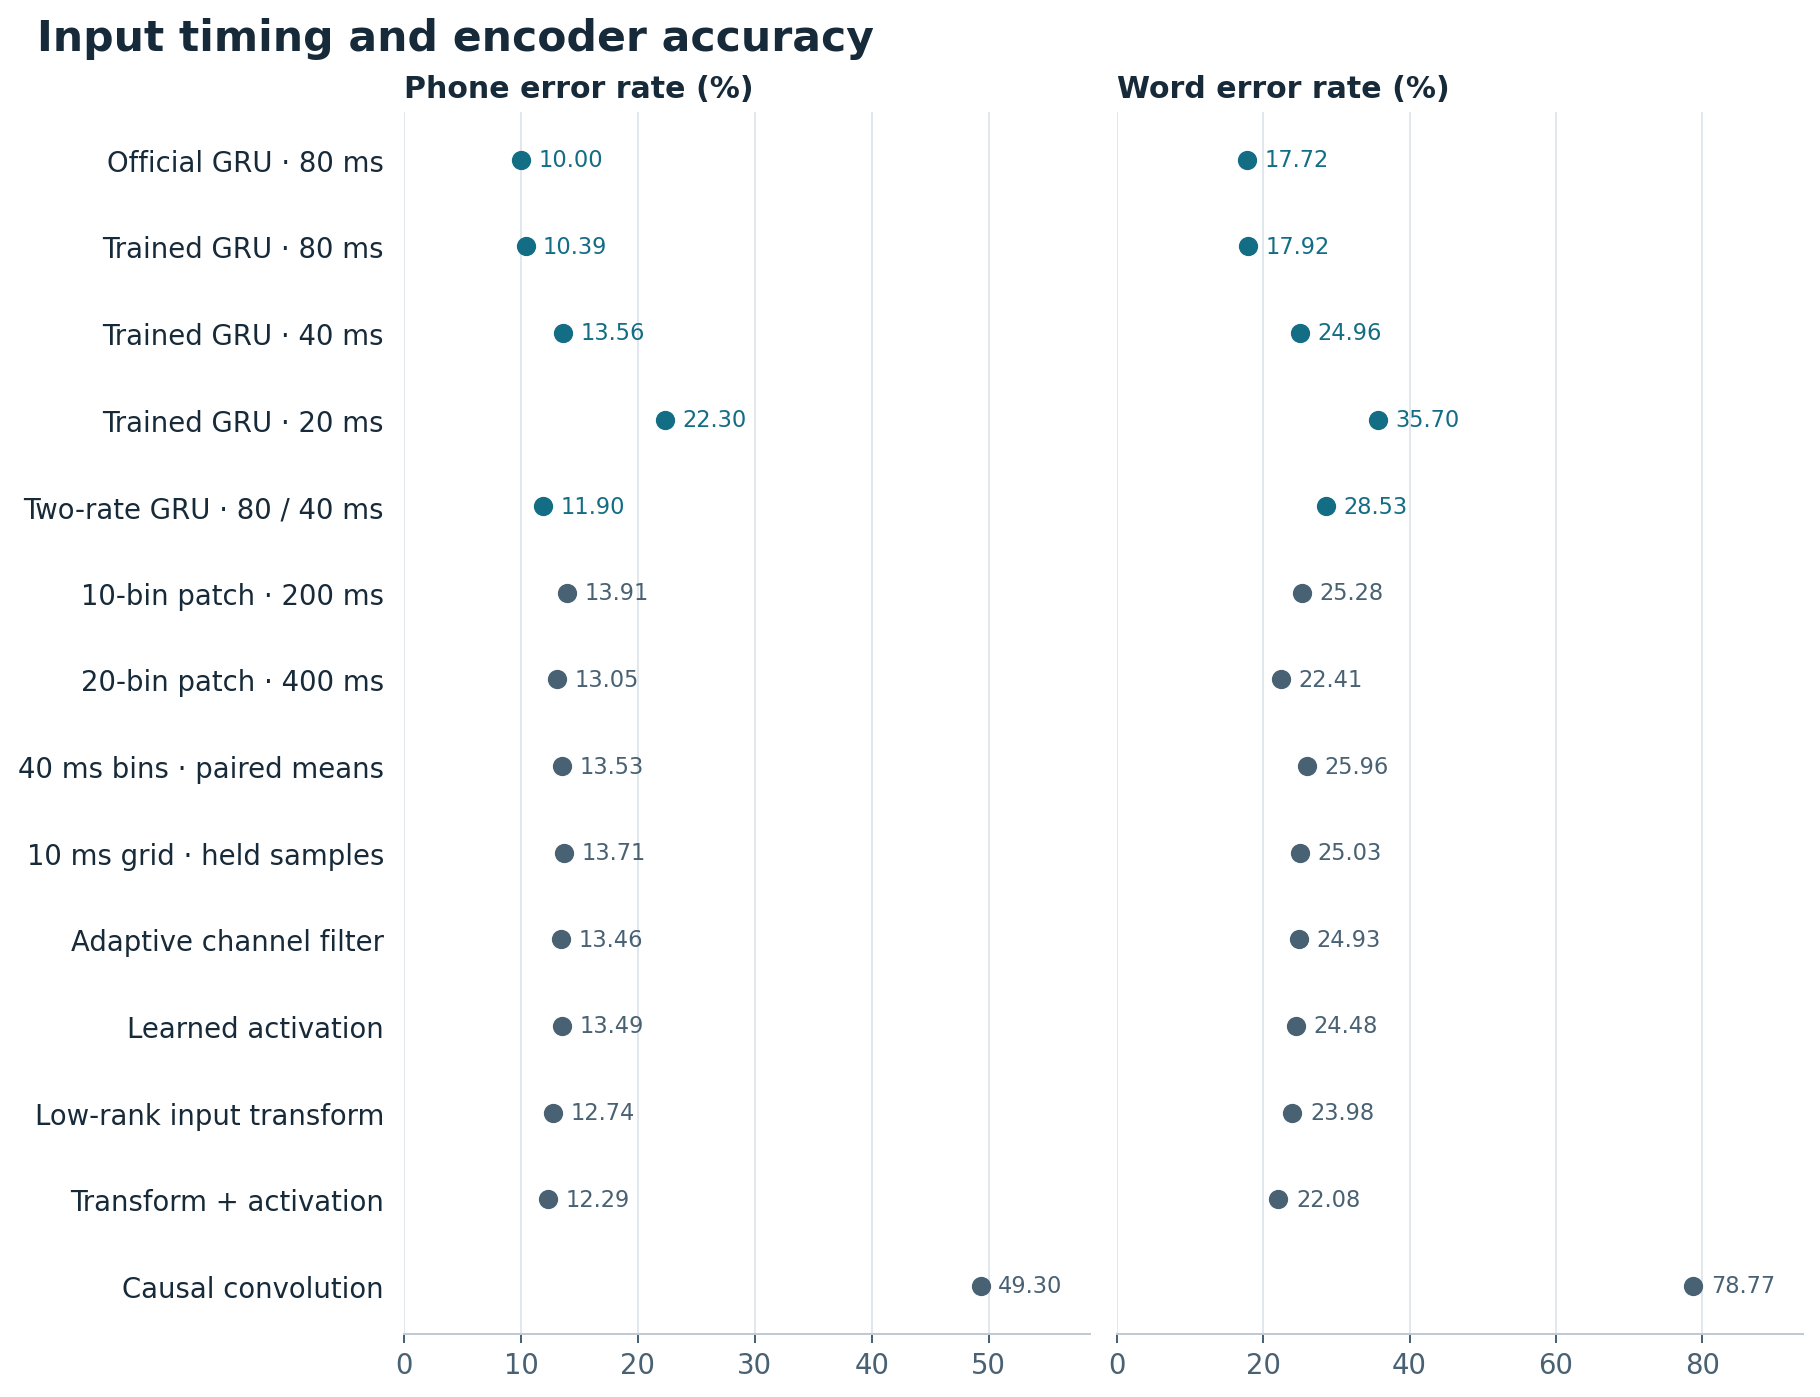 Input timing and encoder accuracy
Phone error rate (%)
Word error rate (%)
Official GRU · 80 ms 10.00 17.72
Trained GRU · 80 ms 10.39 17.92
Trained GRU · 40 ms 13.56 24.96
Trained GRU · 20 ms 22.30 35.70
Two-rate GRU · 80 / 40 ms 11.90 28.53
10-bin patch · 200 ms 13.91 25.28
20-bin patch · 400 ms 13.05 22.41
40 ms bins · paired means 13.53 25.96
10 ms grid · held samples 13.71 25.03
Adaptive channel filter 13.46 24.93
Learned activation 13.49 24.48
Low-rank input transform 12.74 23.98
Transform + activation 12.29 22.08
Causal convolution 49.30 78.77
0 10 20 30 40 50
0 20 40 60 80